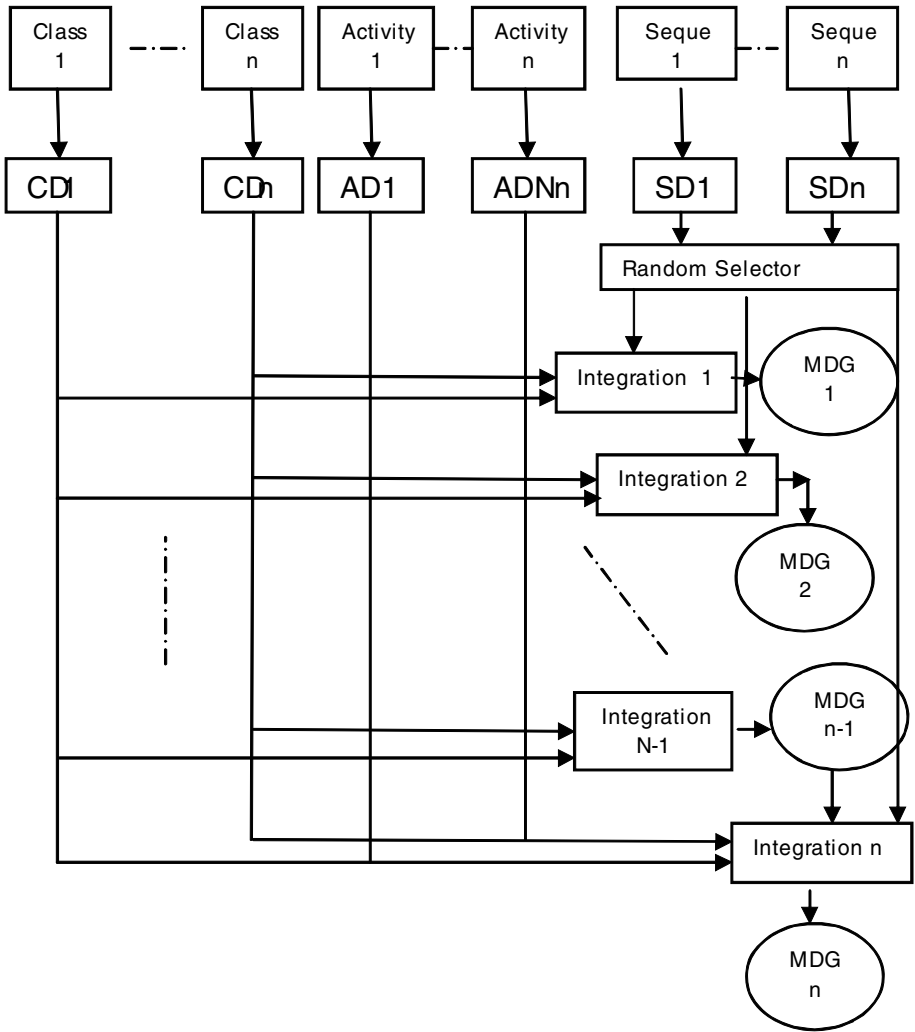 Class
1
Class
n
Activity
1
Activity
n
Seque
1
Seque
n
CD1
CDn
AD1
ADNn
SD1
SDn
Random Selector
Integration 1
MDG
1
Integration 2
MDG
2
Integration
N-1
MDG
n-1
Integration n
MDG
n